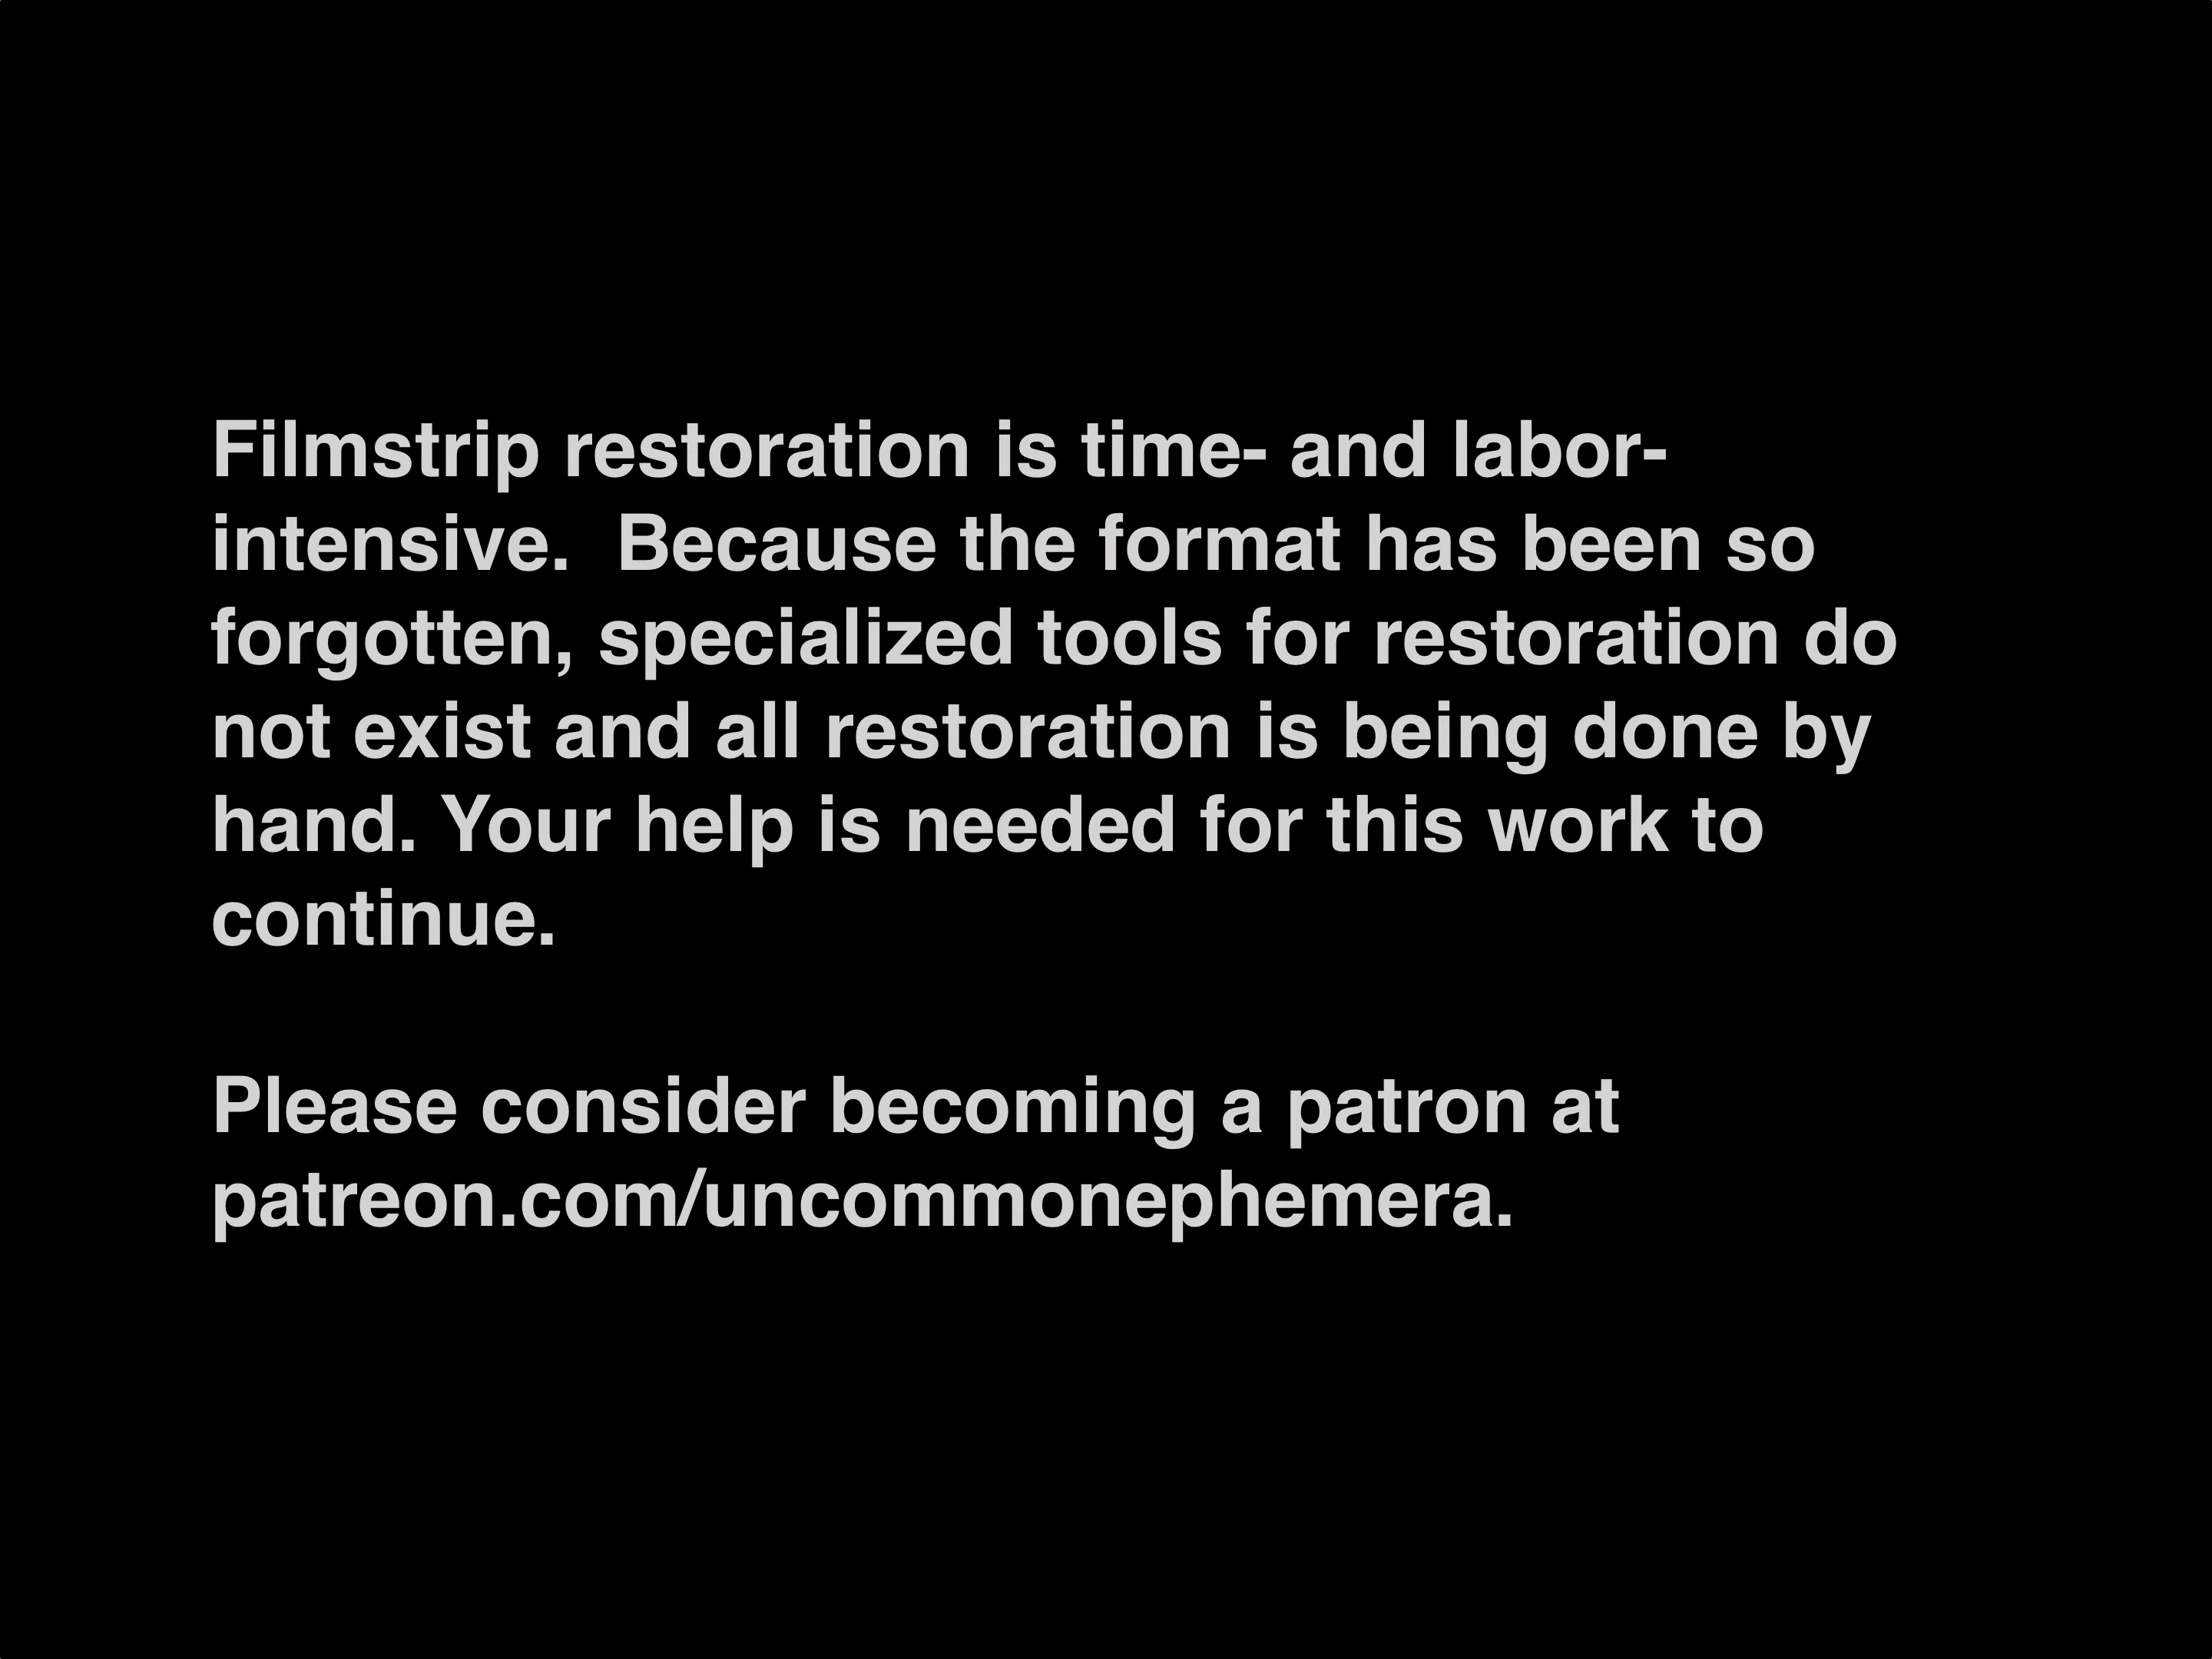 Filmstrip restoration is time- and labor-
intensive.  Because the format has been so
forgotten, specialized tools for restoration do
not exist and all restoration is being done by
hand. Your help is needed for this work to
continue.

Please consider becoming a patron at
patreon.com/uncommonephemera.